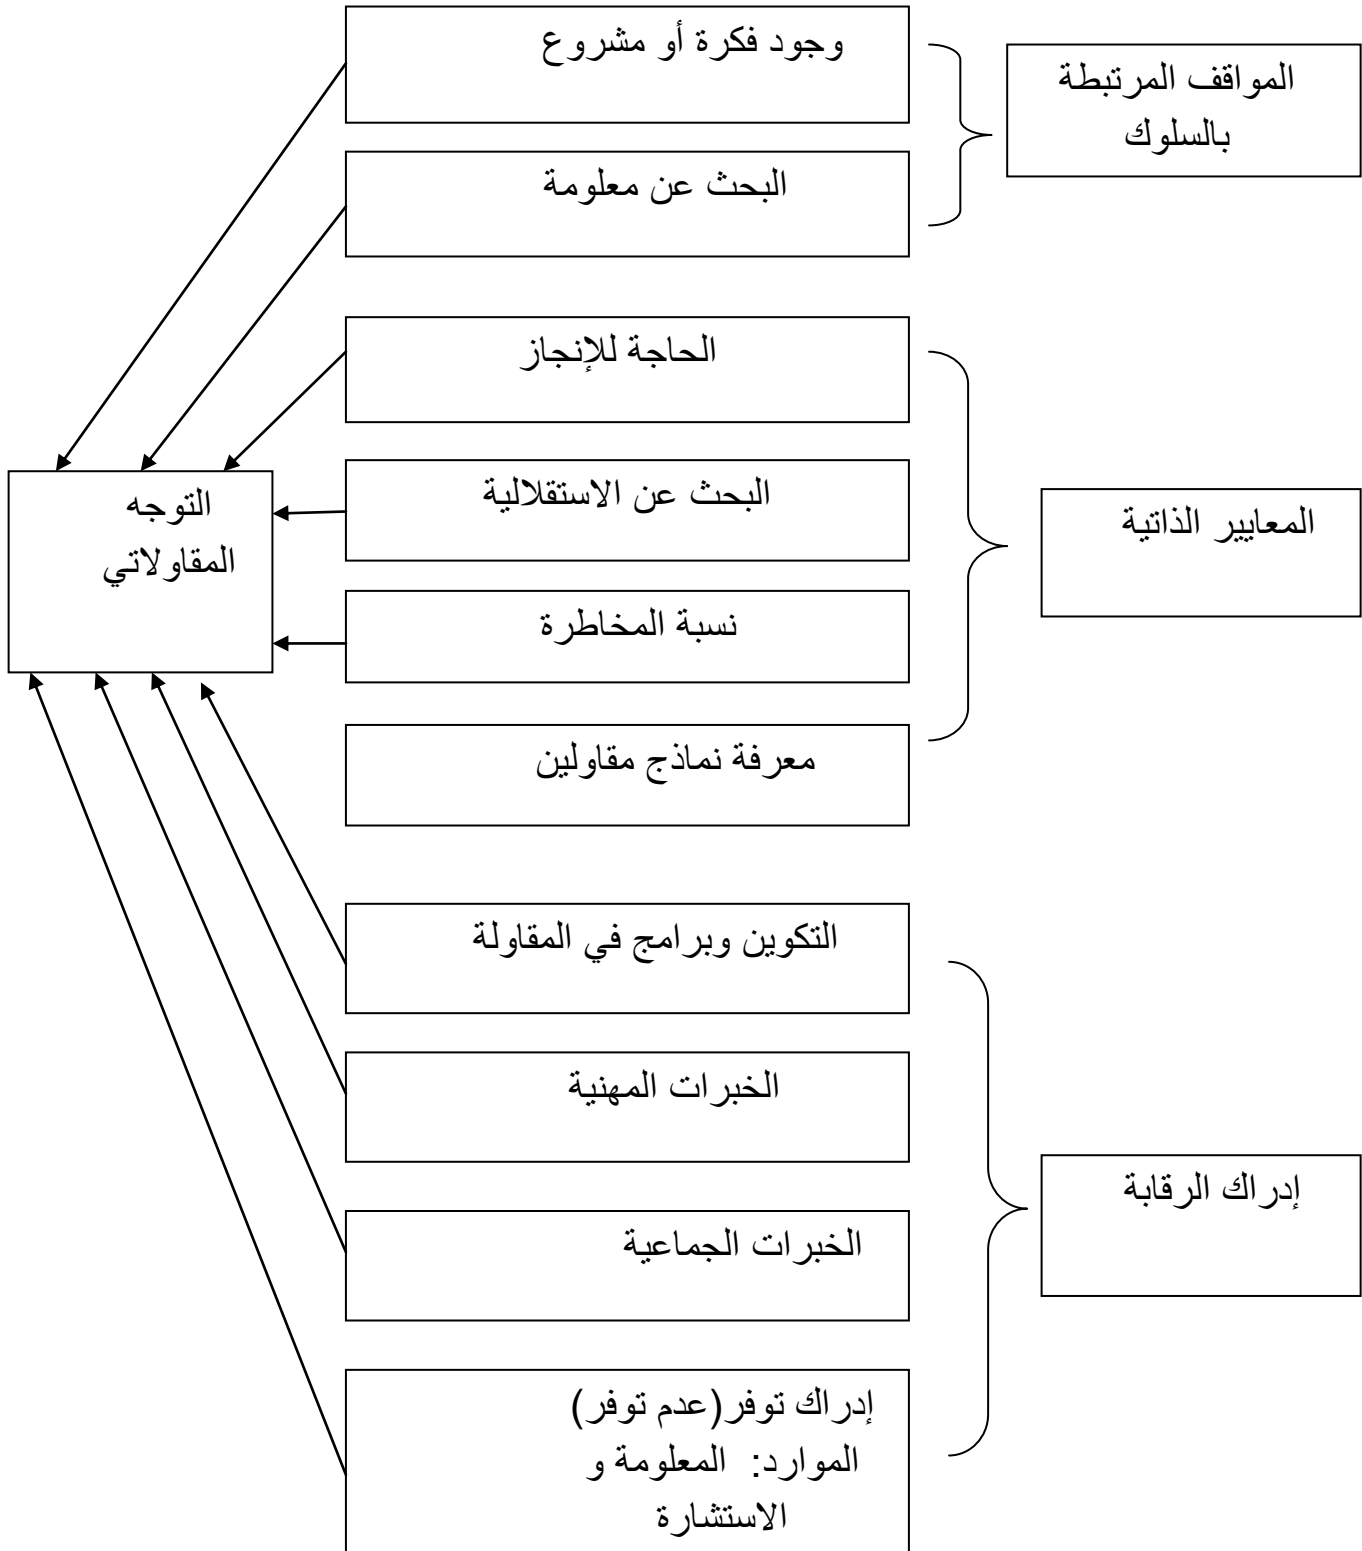 المواقف المرتبطة
بالسلوك
وجود فكرة أو مشروع
البحث عن معلومة
المعايير الذاتية
الحاجة للإنجاز
البحث عن الاستقلالية
نسبة المخاطرة
معرفة نماذج مقاولين
إدراك الرقابة
التكوين وبرامج في المقاولة
الخبرات المهنية
الخبرات الجماعية
إدراك توفر(عدم توفر)
الموارد: المعلومة و
الاستشارة
التوجه
المقاولاتي